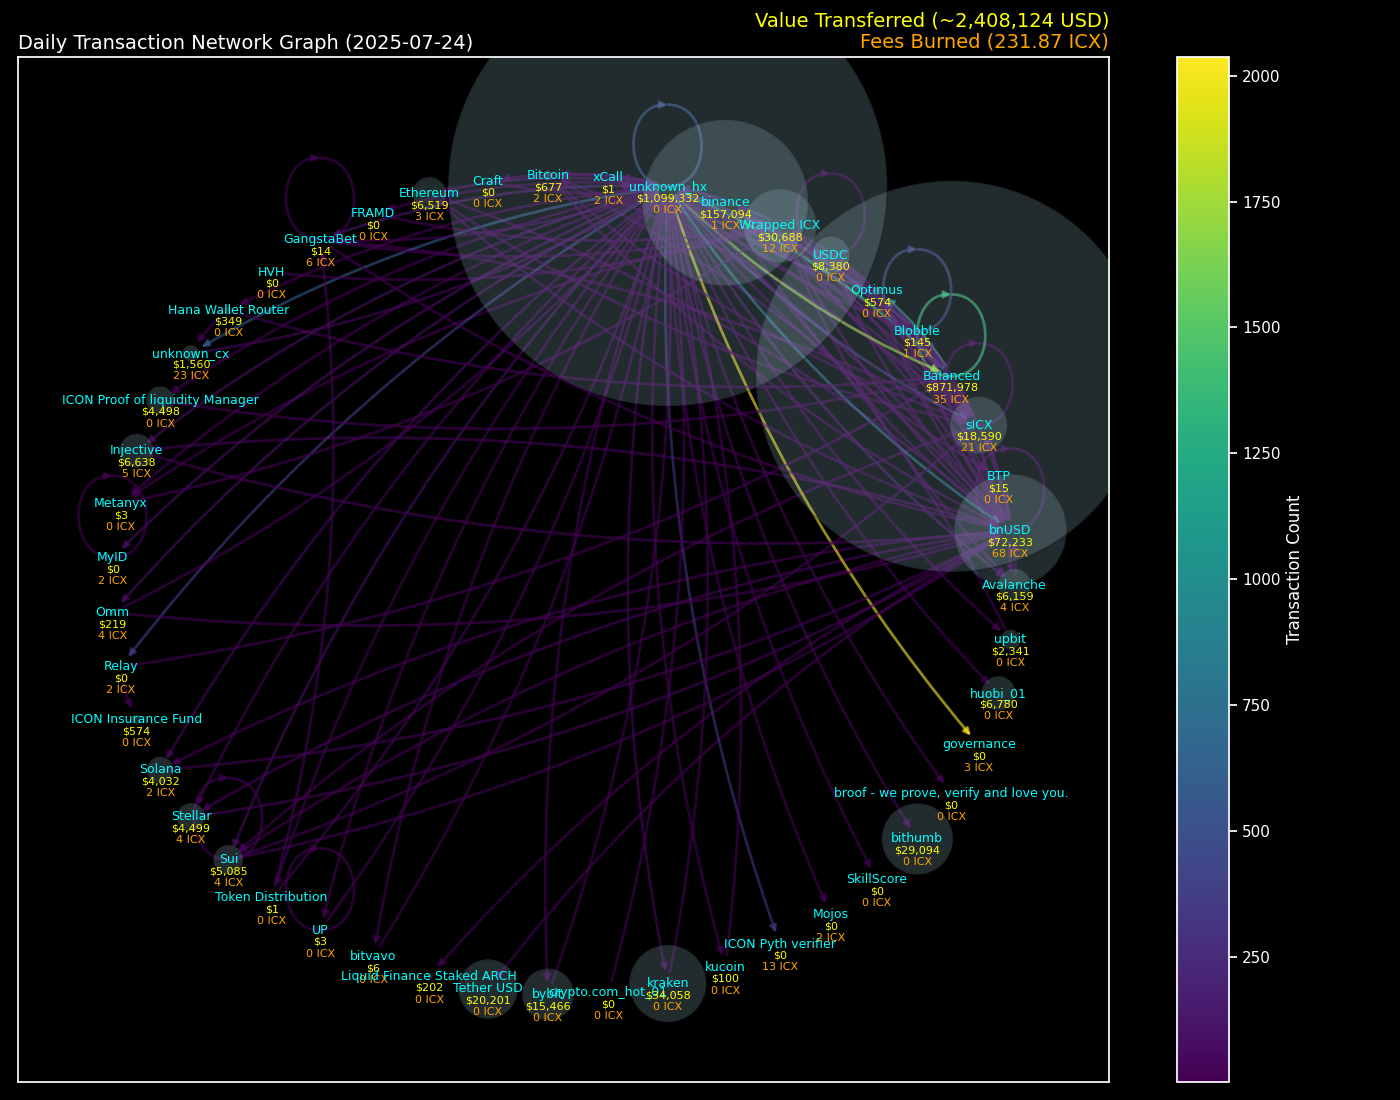 Value Transferred (~2,408,124 USD)
Daily Transaction Network Graph (2025-07-24)
Fees Burned (231.87 ICX)
unknown_hx
$1,099,332
0 ICX
binance
$157,094
1 ICX
Wrapped ICX
$30,688
12 ICX
USDC
$8,380
0 ICX
Optimus
$574
0 ICX
Blobble
$145
1 ICX
Balanced
$871,978
35 ICX
sICX
$18,590
21 ICX
BTP
$15
0 ICX
bnUSD
$72,233
68 ICX
Avalanche
$6,159
4 ICX
upbit
$2,341
0 ICX
huobi_01
$6,780
0 ICX
governance
$0
3 ICX
broof - we prove, verify and love you.
$0
0 ICX
bithumb
$29,094
0 ICX
SkillScore
$0
0 ICX
Mojos
$0
2 ICX
ICON Pyth verifier
$0
13 ICX
kucoin
$100
0 ICX
kraken
$34,058
0 ICX
$0
0 ICX
bybit
$15,466
0 ICX
Tether USD
$20,201
0 ICX
Liquid Finance Staked ARCH
$202
0 ICX
bitvavo
$6
0 ICX
UP
$3
0 ICX
Token Distribution
$1
0 ICX
Sui
$5,085
4 ICX
Stellar
$4,499
4 ICX
Solana
$4,032
2 ICX
ICON Insurance Fund
$574
0 ICX
Relay
$0
2 ICX
Omm
$219
4 ICX
MyID
$0
2 ICX
Metanyx
$3
0 ICX
Injective
$6,638
5 ICX
ICON Proof of liquidity Manager
$4,498
0 ICX
unknown_cx
$1,560
23 ICX
Hana Wallet Router
$349
0 ICX
HVH
$0
0 ICX
GangstaBet
$14
6 ICX
FRAMD
$0
0 ICX
Ethereum
$6,519
3 ICX
Craft
$0
0 ICX
Bitcoin
$677
2 ICX
xCall
$1
2 ICX
2000
1750
1500
1250
1000
750
500
250
Transaction Count